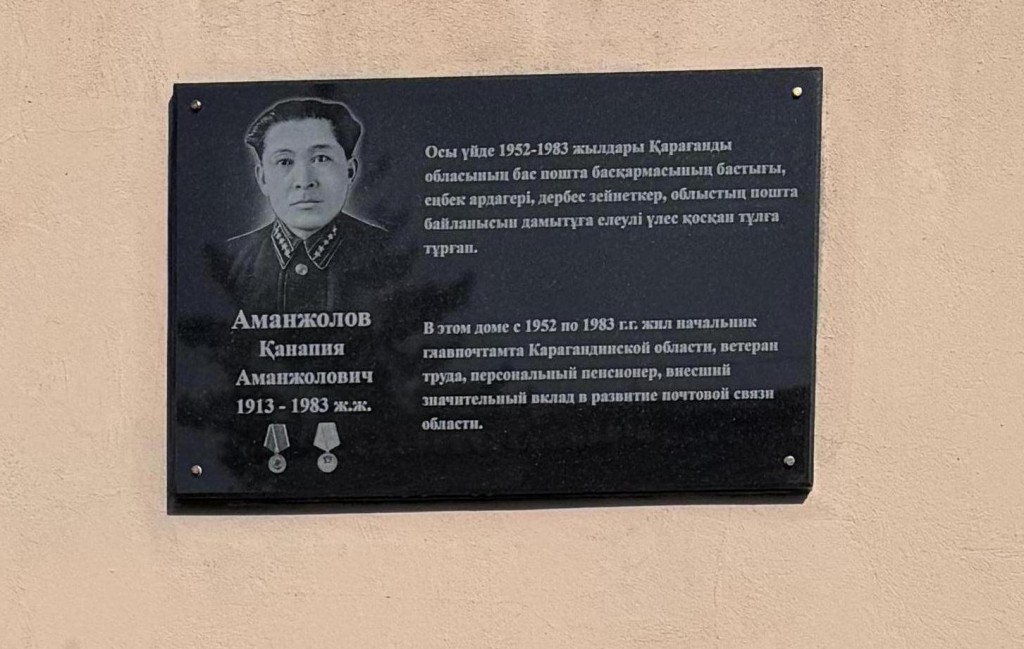 Аманжолов
Қанапия
Аманжолович
1913 - 1983 ж.ж.
Осы үйде 1952-1983 жылдары Қарағанды
обласының бас пошта басқармасының бастығы,
еңбек ардагері, дербес зейнеткер, облыстың пошта
байланысын дамытуға елеулі үлес қосқан тұлға
тұрған.
В этом доме с 1952 по 1983 г.г. жил начальник
главпочтамта Карагандинской области, ветеран
труда, персональный пенсионер, внесший
значительный вклад в развитие почтовой связи
области.